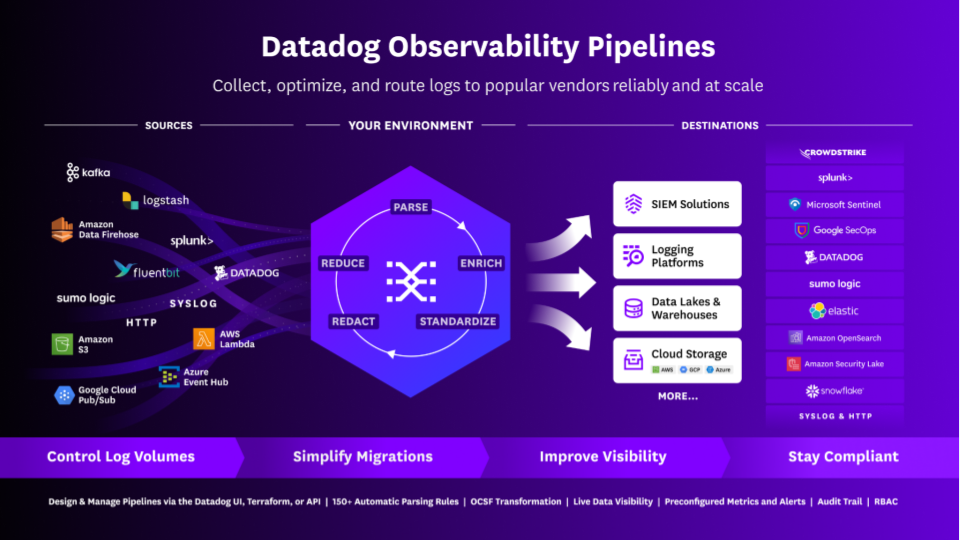 Datadog Observability Pipelines
Collect, optimize, and route logs to popular vendors reliably and at scale
SOURCES
YOUR ENVIRONMENT
DESTINATIONS
kafka
logstash
Amazon
Data Firehose
splunk>
fluentbit
DATADOG
sumo logic
SYSLOG
HTTP
Amazon
S3
AWS
Lambda
Azure
Event Hub
Google Cloud
Pub/Sub
PARSE
REDUCE
ENRICH
REDACT
STANDARDIZE
SIEM Solutions
Logging
Platforms
Data Lakes &
Warehouses
Cloud Storage
AWS
GCP
Azure
MORE...
CROWDSTRIKE
splunk>
Microsoft Sentinel
Google SecOps
DATADOG
sumo logic
elastic
Amazon OpenSearch
Amazon Security Lake
snowflake
SYSLOG & HTTP
Control Log Volumes
Simplify Migrations
Improve Visibility
Stay Compliant
Design & Manage Pipelines via the Datadog UI, Terraform, or API | 150+ Automatic Parsing Rules | OCSF Transformation | Live Data Visibility | Preconfigured Metrics and Alerts | Audit Trail | RBAC